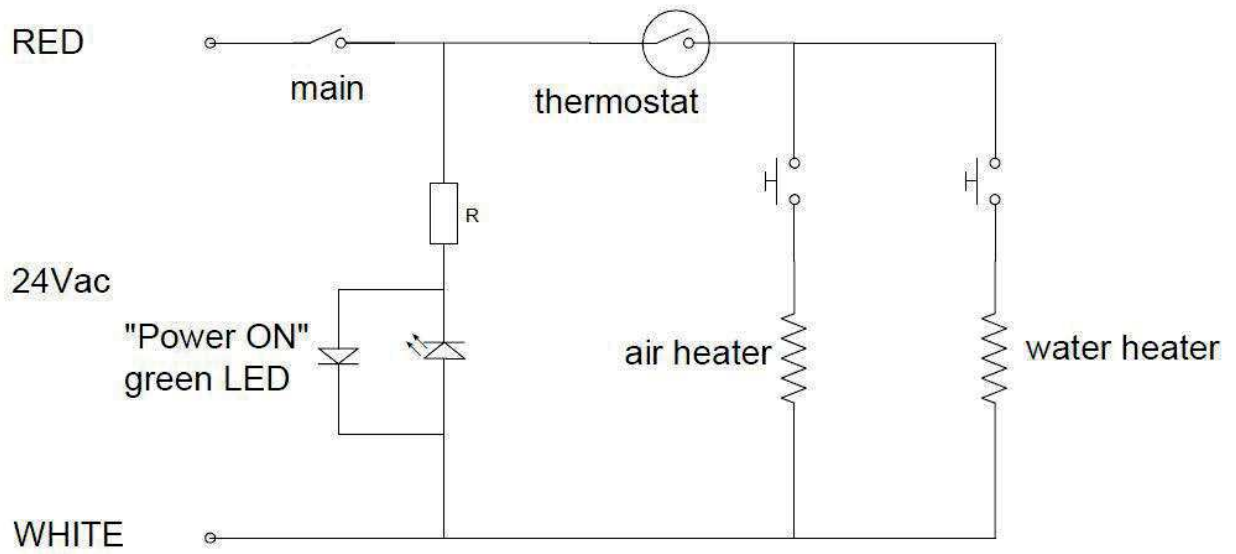 RED
main
thermostat
R
24Vac
"Power ON"
green LED
air heater
water heater
WHITE